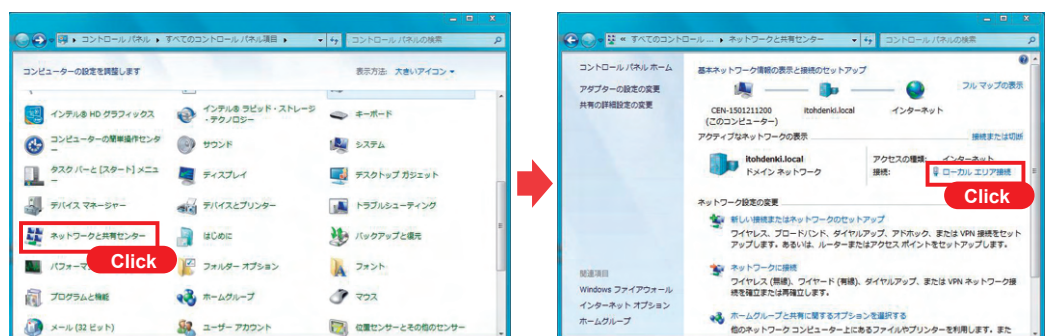 コントロール パネル ▸ すべてのコントロール パネル項目 ▸
コントロール パネルの検索
コンピューターの設定を調整します
表示方法: 大きいアイコン
インテル® HD グラフィックス
インテル® ラピッド・ストレージ
・テクノロジー
キーボード
コンピューターの簡単操作センタ
ー
サウンド
システム
タスク バーと [スタート] メニュ
ー
ディスプレイ
デスクトップ ガジェット
デバイス マネージャー
デバイスとプリンター
トラブルシューティング
ネットワークと共有センター
はじめに
バックアップと復元
Click
パフォーマ
フォルダー オプション
フォント
プログラムと機能
ホームグループ
マウス
メール (32 ビット)
ユーザー アカウント
位置センサーとその他のセンサー
« すべてのコントロール ... ▸ ネットワークと共有センター
コントロール パネルの検索
コントロール パネル ホーム
アダプターの設定の変更
共有の詳細設定の変更
基本ネットワーク情報の表示と接続のセットアップ
フル マップの表示
CEN-1501211200
(このコンピューター)
itohdenki.local
インターネット
アクティブなネットワークの表示
接続または切断
itohdenki.local
ドメイン ネットワーク
アクセスの種類: インターネット
接続: ローカル エリア接続
Click
ネットワーク設定の変更
新しい接続またはネットワークのセットアップ
ワイヤレス、ブロードバンド、ダイヤルアップ、アドホック、または VPN 接続をセット
アップします。あるいは、ルーターまたはアクセス ポイントをセットアップします。
ネットワークに接続
ワイヤレス (無線)、ワイヤード (有線)、ダイヤルアップ、または VPN ネットワーク接
続を確立または再確立します。
ホームグループと共有に関するオプションを選択する
他のネットワーク コンピューター上にあるファイルやプリンターを利用します。また
関連項目
Windows ファイアウォール
インターネット オプション
ホームグループ